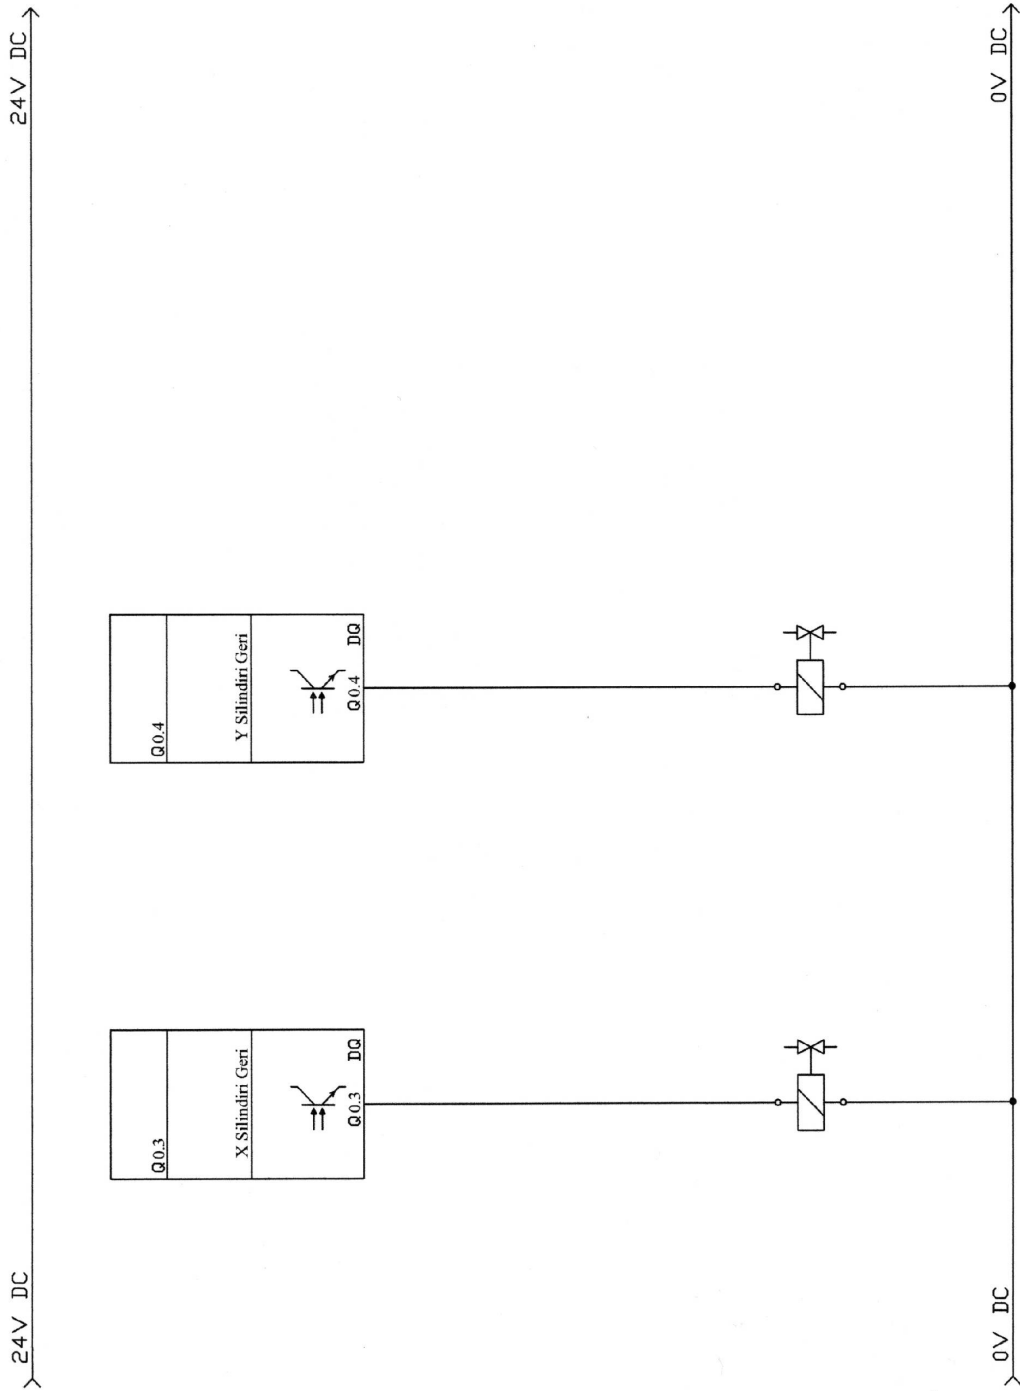 24V DC
24V DC
Q0.3
X Silindiri Geri
Q0.3
DQ
Q0.4
Y Silindiri Geri
Q0.4
DQ
0V DC
0V DC